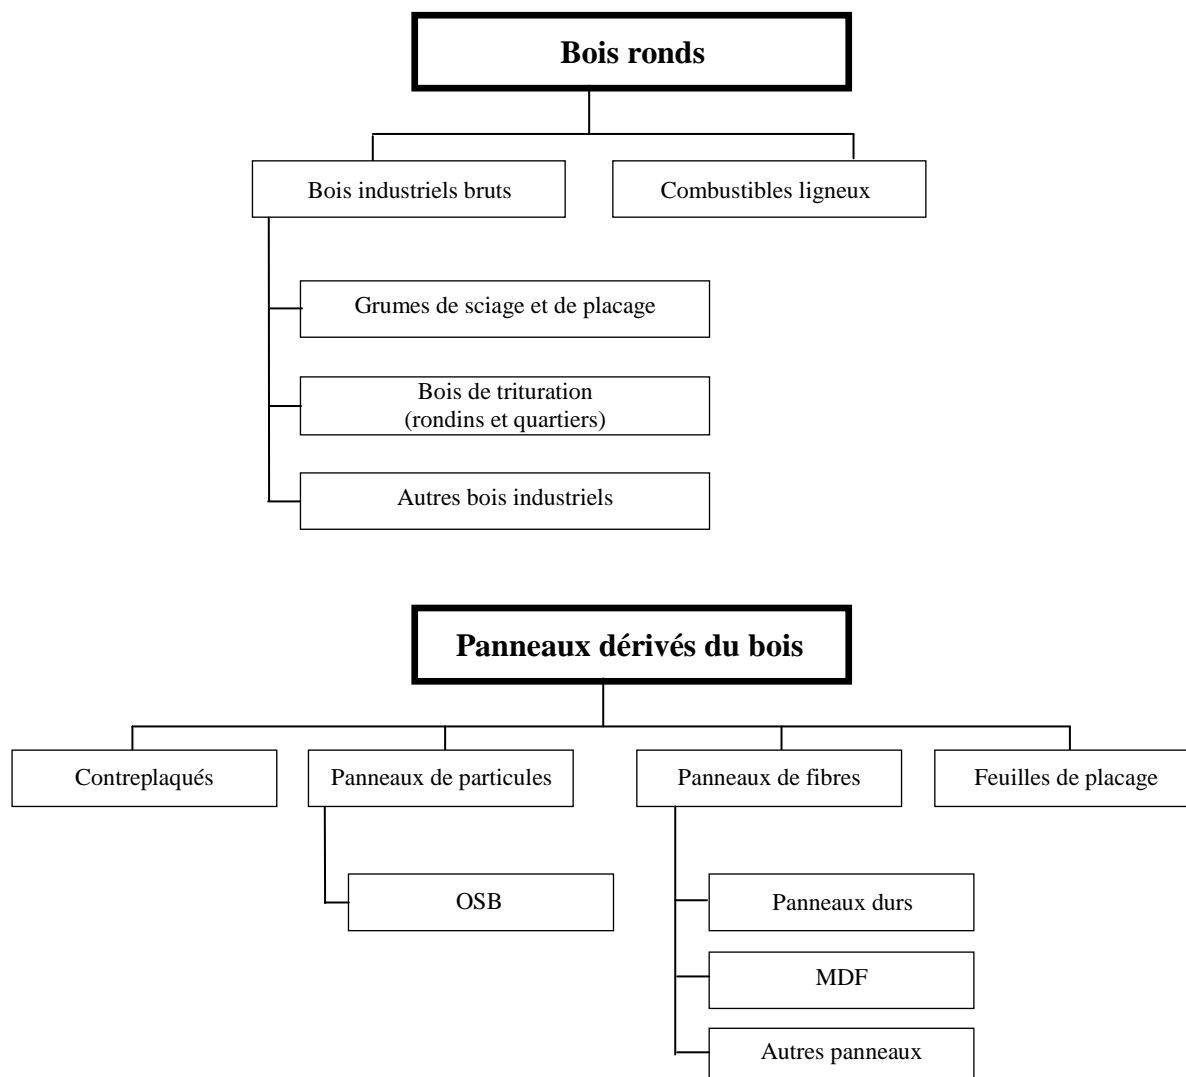 Bois ronds
Bois industriels bruts
Combustibles ligneux
Grumes de sciage et de placage
Bois de trituration
(rondins et quartiers)
Autres bois industriels
Panneaux dérivés du bois
Contreplaqués
Panneaux de particules
Panneaux de fibres
Feuilles de placage
OSB
Panneaux durs
MDF
Autres panneaux